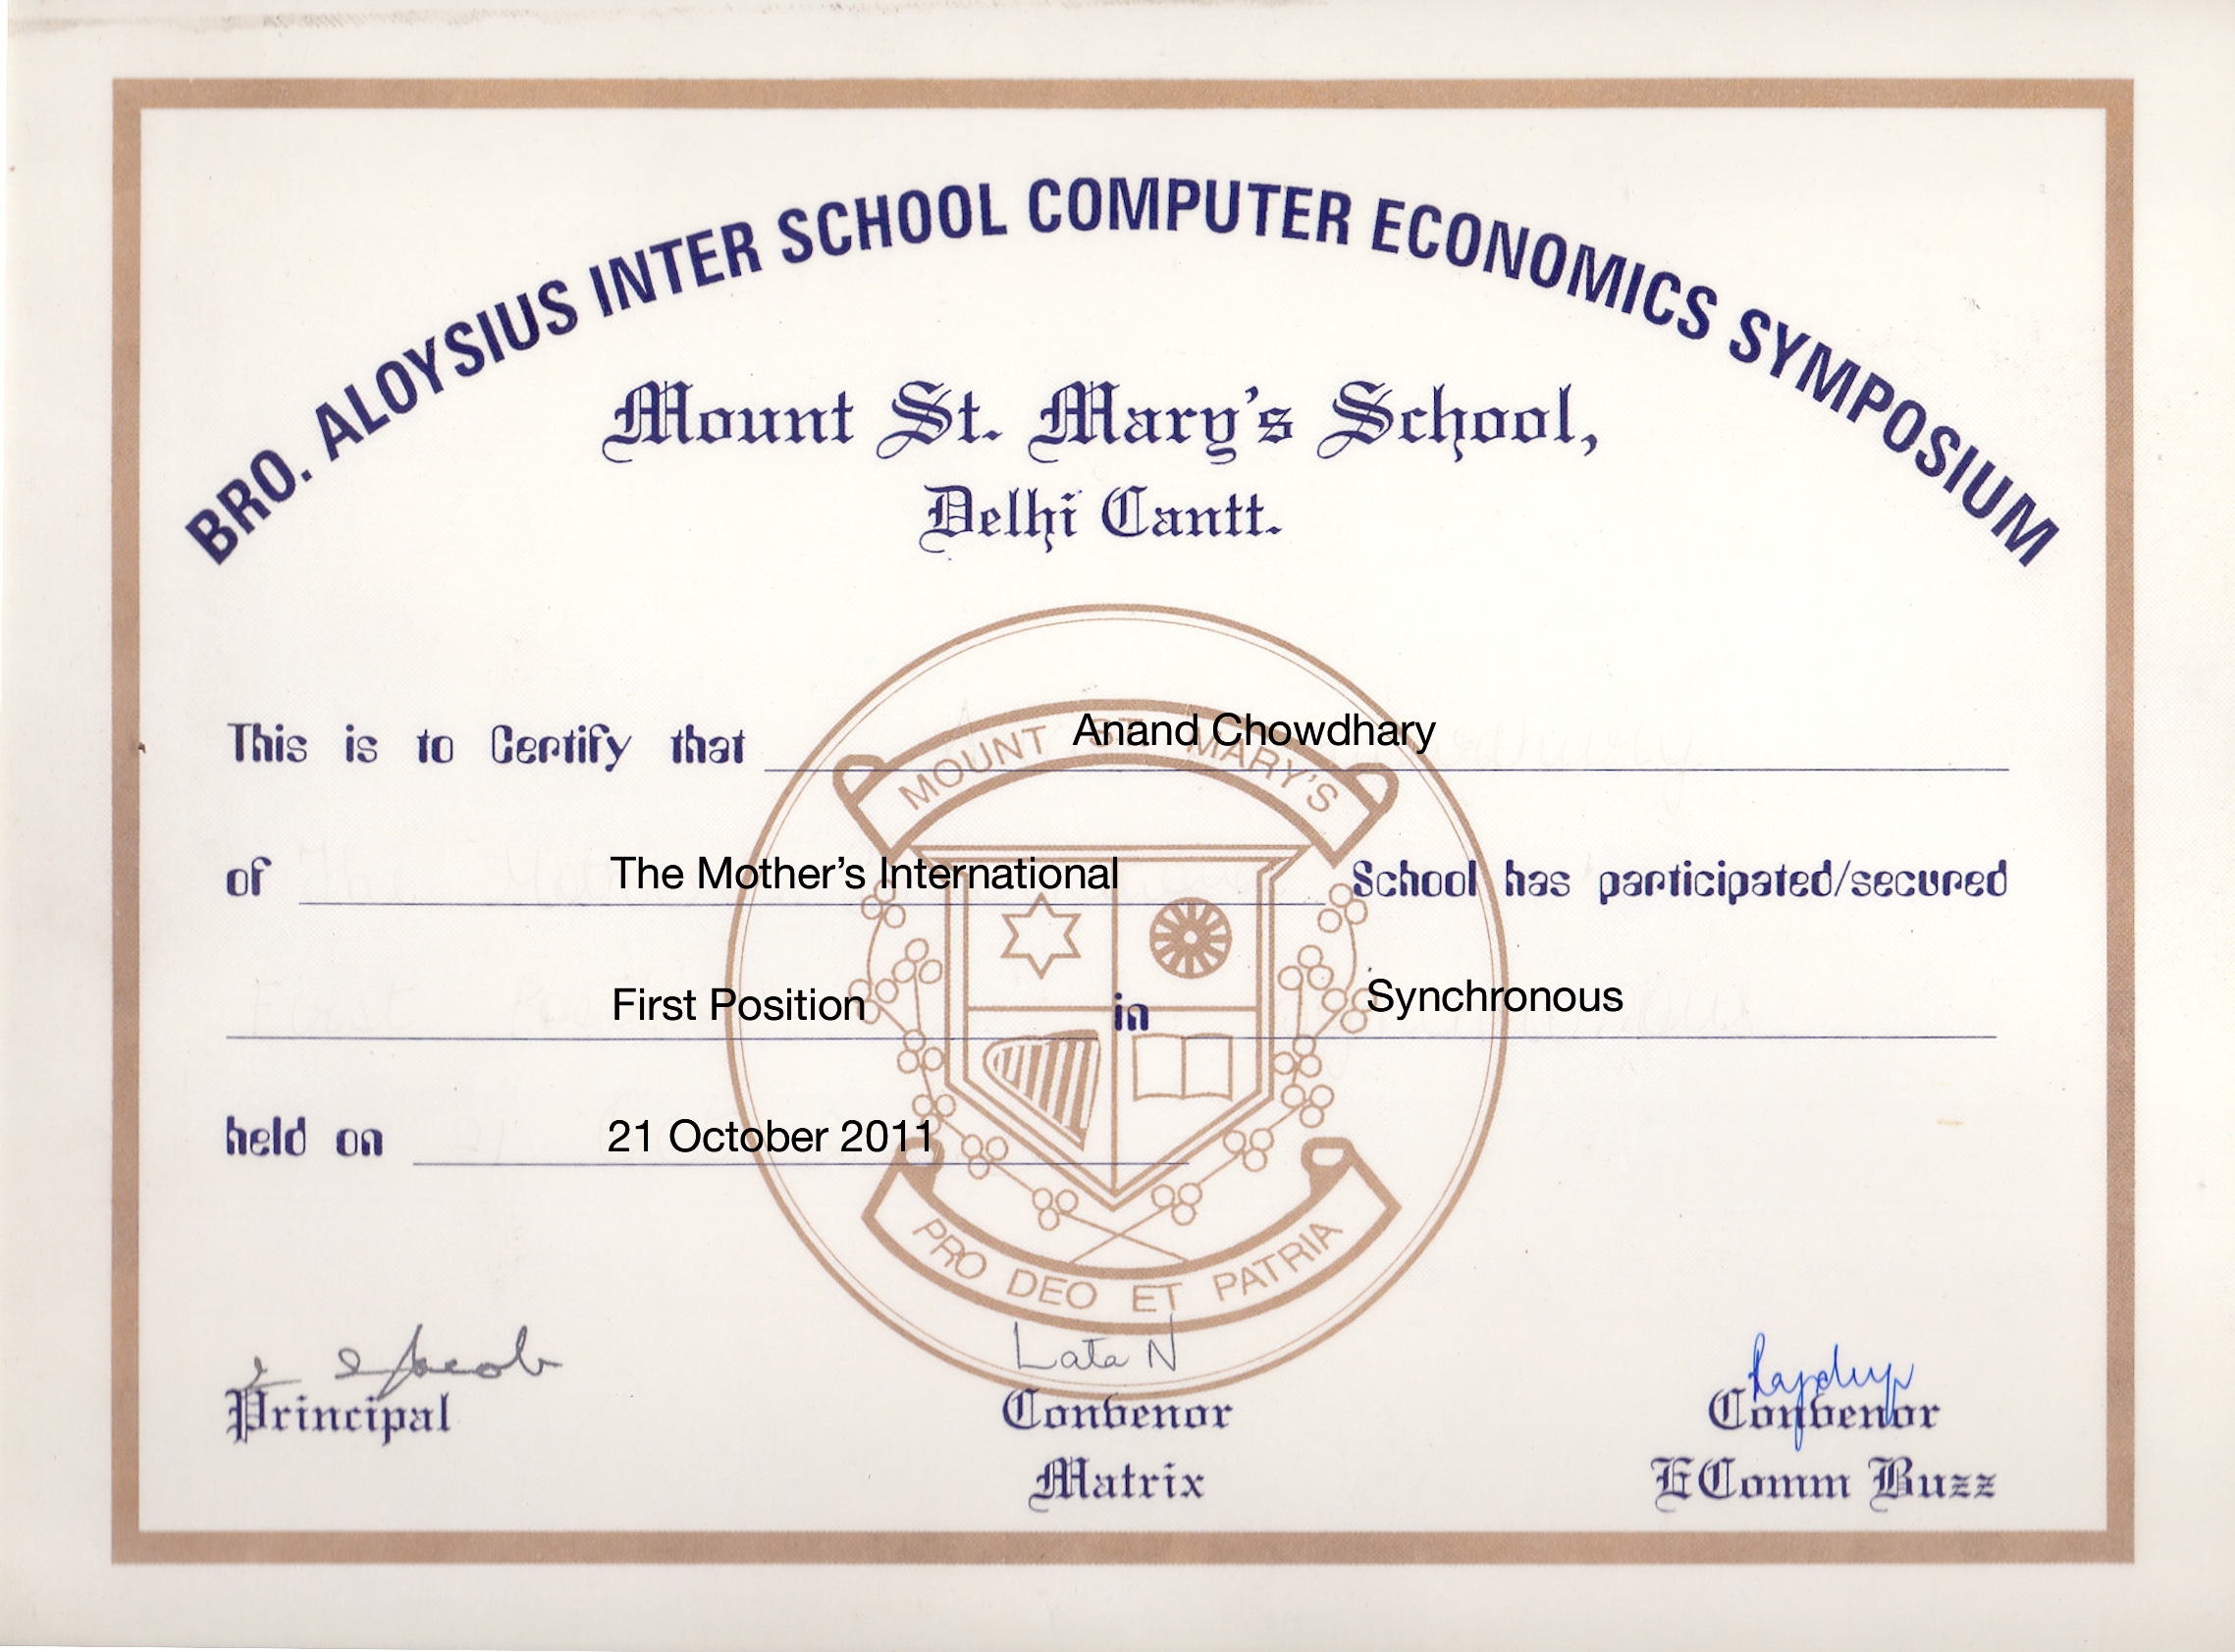 BRO. ALOYSIUS INTER SCHOOL COMPUTER ECONOMICS SYMPOSIUM
Mount St. Mary's School,
Delhi Cantt.
MOUNT ST. MARY'S
This is to Certify that Anand Chowdhary
of The Mother's International School has participated/secured
First Position in Synchronous
held on 21 October 2011
PRO DEO ET PATRIA
Lata N
Principal Convenor Convenor
Matrix EComm Buzz